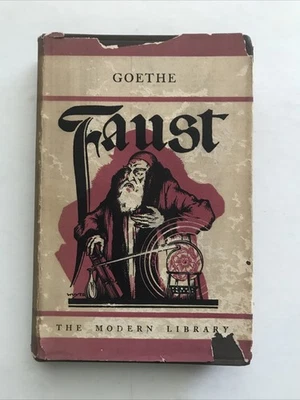 GOETHE
Faust
THE MODERN LIBRARY